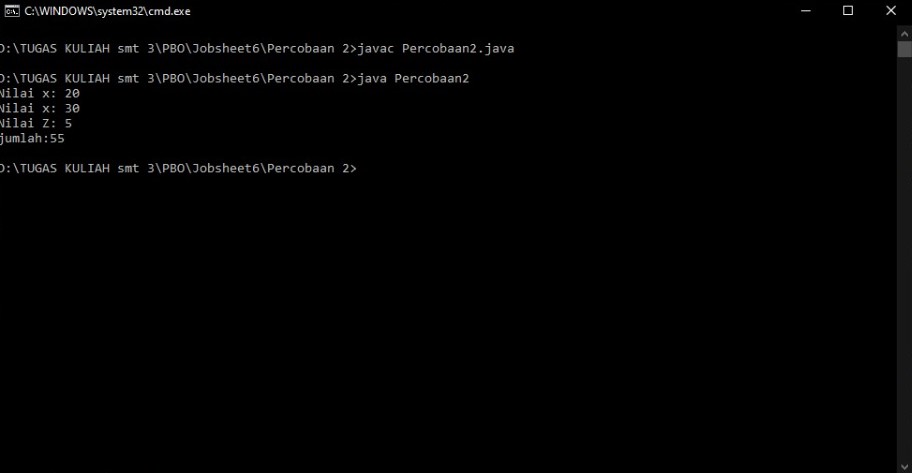 C:\WINDOWS\system32\cmd.exe
D:\TUGAS KULIAH smt 3\PBO\Jobsheet6\Percobaan 2>javac Percobaan2.java
D:\TUGAS KULIAH smt 3\PBO\Jobsheet6\Percobaan 2>java Percobaan2
Nilai x: 20
Nilai x: 30
Nilai Z: 5
jumlah:55
D:\TUGAS KULIAH smt 3\PBO\Jobsheet6\Percobaan 2>